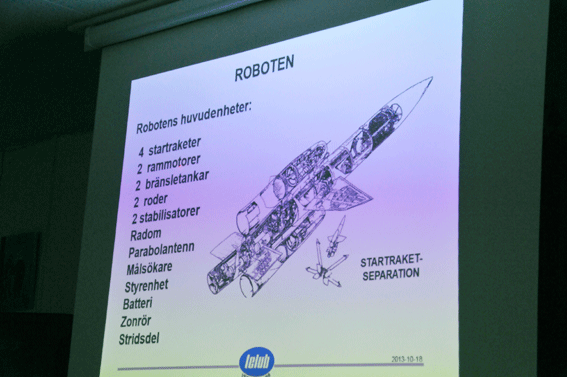 ROBOTEN
Robotens huvudenheter:
4 startraketer
2 rammotorer
2 bränsletankar
2 roder
2 stabilisatorer
Radom
Parabolantenn
Målsökare
Styrenhet
Batteri
Zonrör
Stridsdel
STARTRAKET-
SEPARATION
2013-10-18